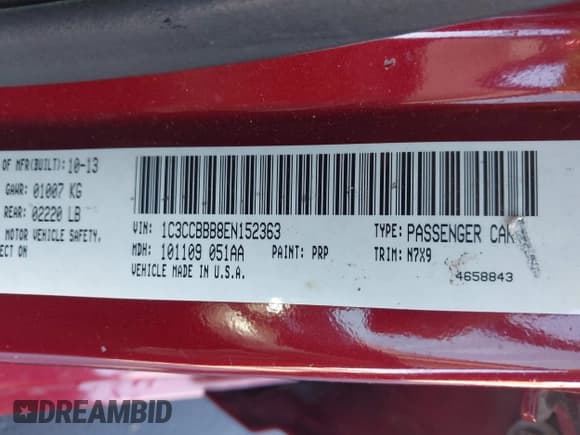 OF MFR(BUILT): 10-13
GAWR: 01007 KG
REAR: 02220 LB
MOTOR VEHICLE SAFETY,
ECT ON
VIN: 1C3CCBBB8EN152363
TYPE: PASSENGER CAR
MDH: 101109 051AA PAINT: PRP
TRIM: N7X9
VEHICLE MADE IN U.S.A.
4658843
DREAMBID